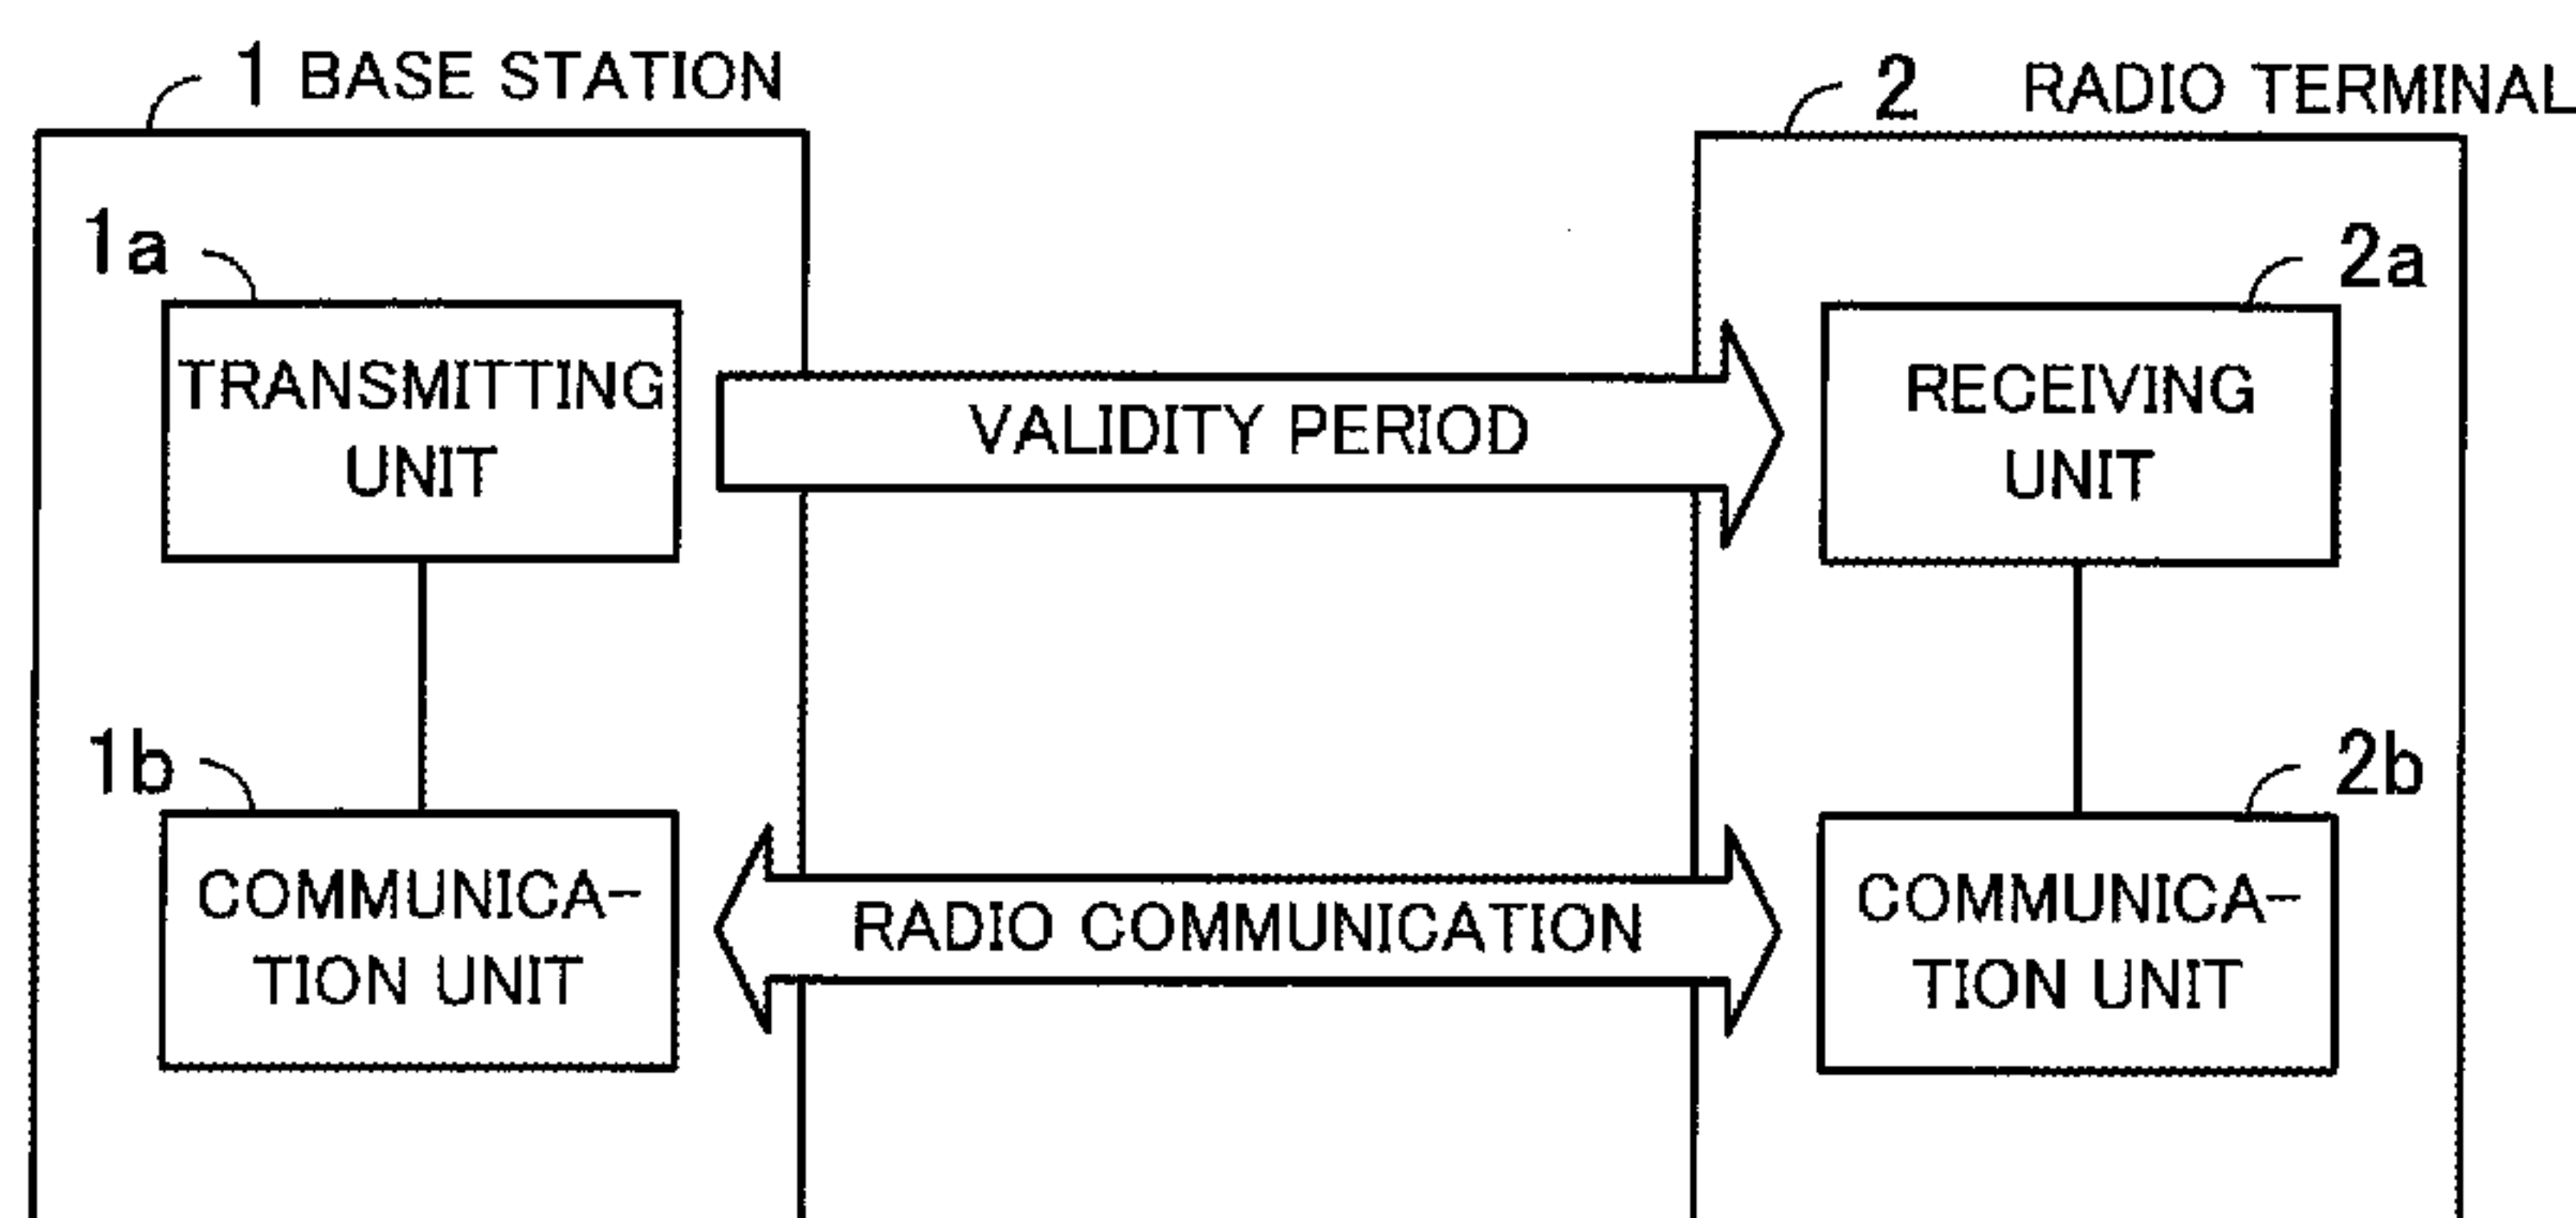 1 BASE STATION
2 RADIO TERMINAL
1a
2a
TRANSMITTING
UNIT
VALIDITY PERIOD
RECEIVING
UNIT
1b
2b
COMMUNICA-
TION UNIT
RADIO COMMUNICATION
COMMUNICA-
TION UNIT